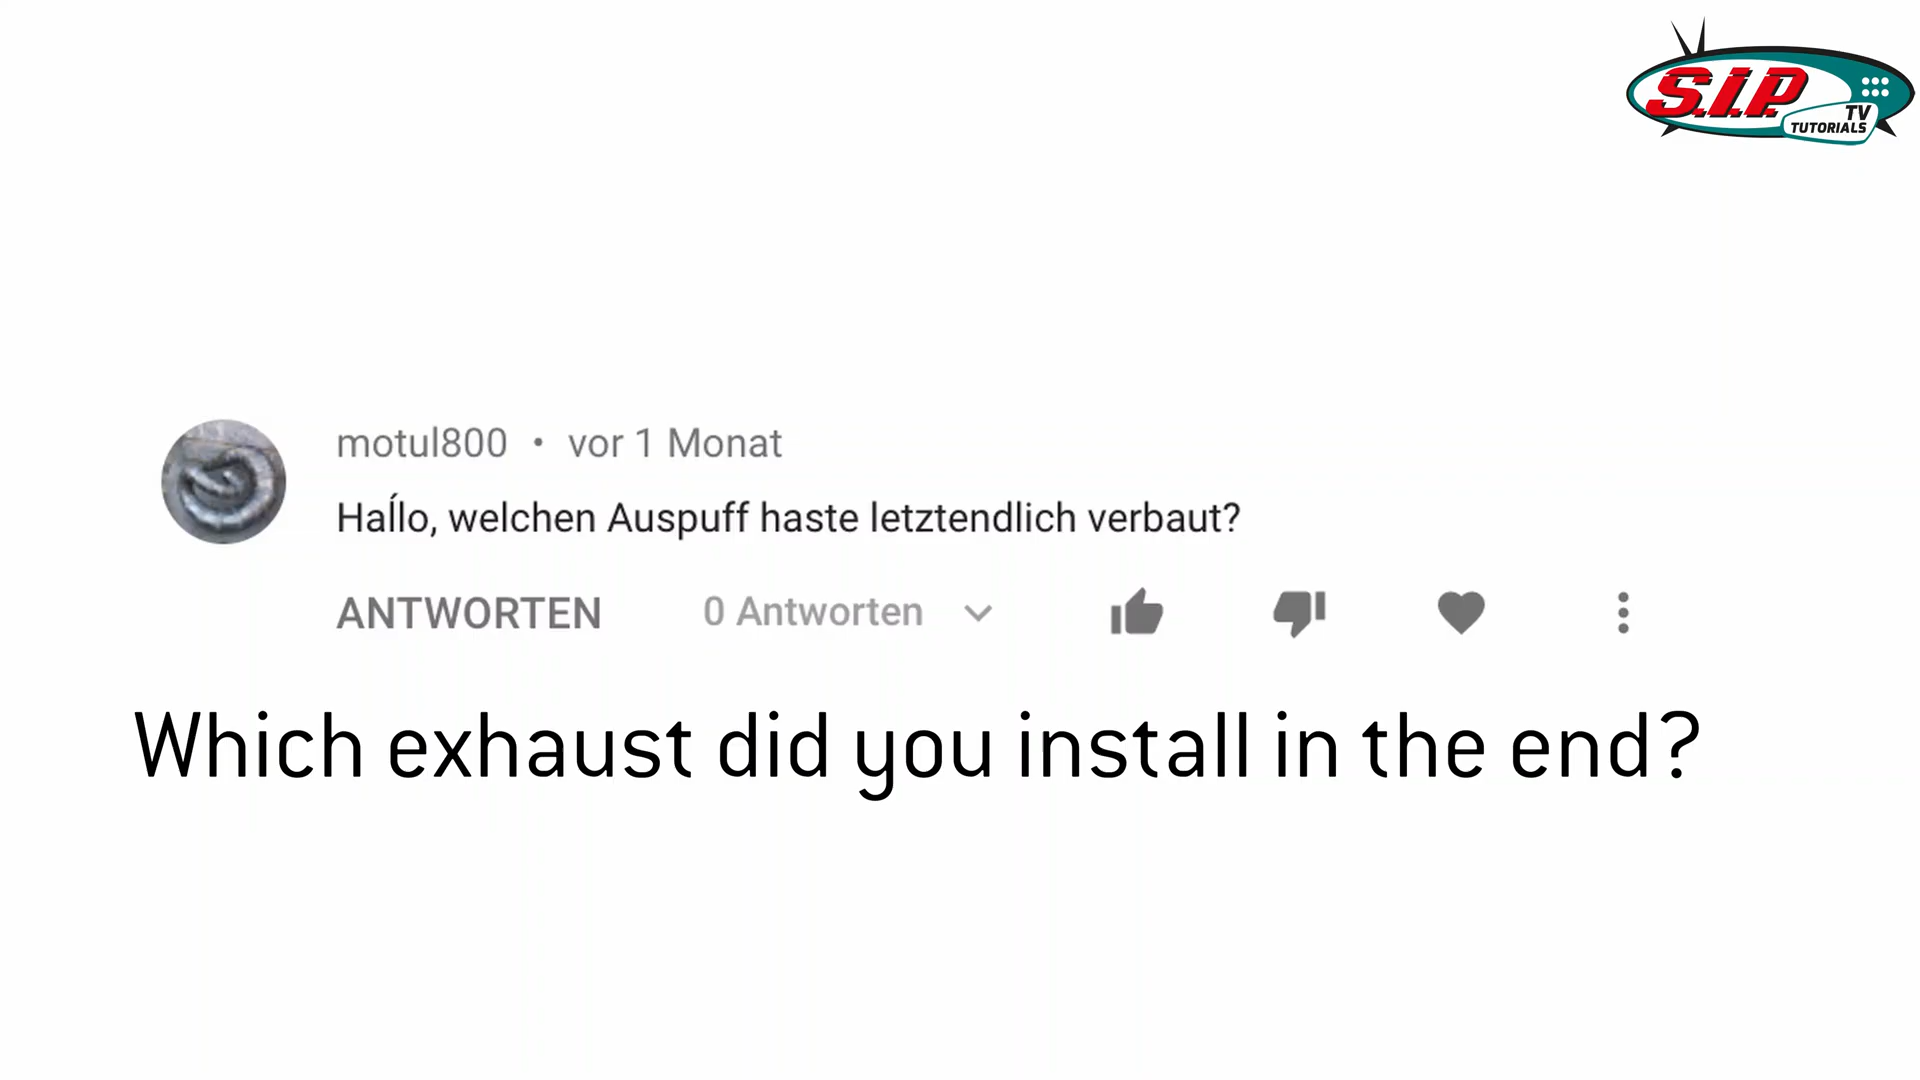 S.I.P.
TV
TUTORIALS
motul800 • vor 1 Monat
Haĺlo, welchen Auspuff haste letztendlich verbaut?
ANTWORTEN 0 Antworten
Which exhaust did you install in the end?